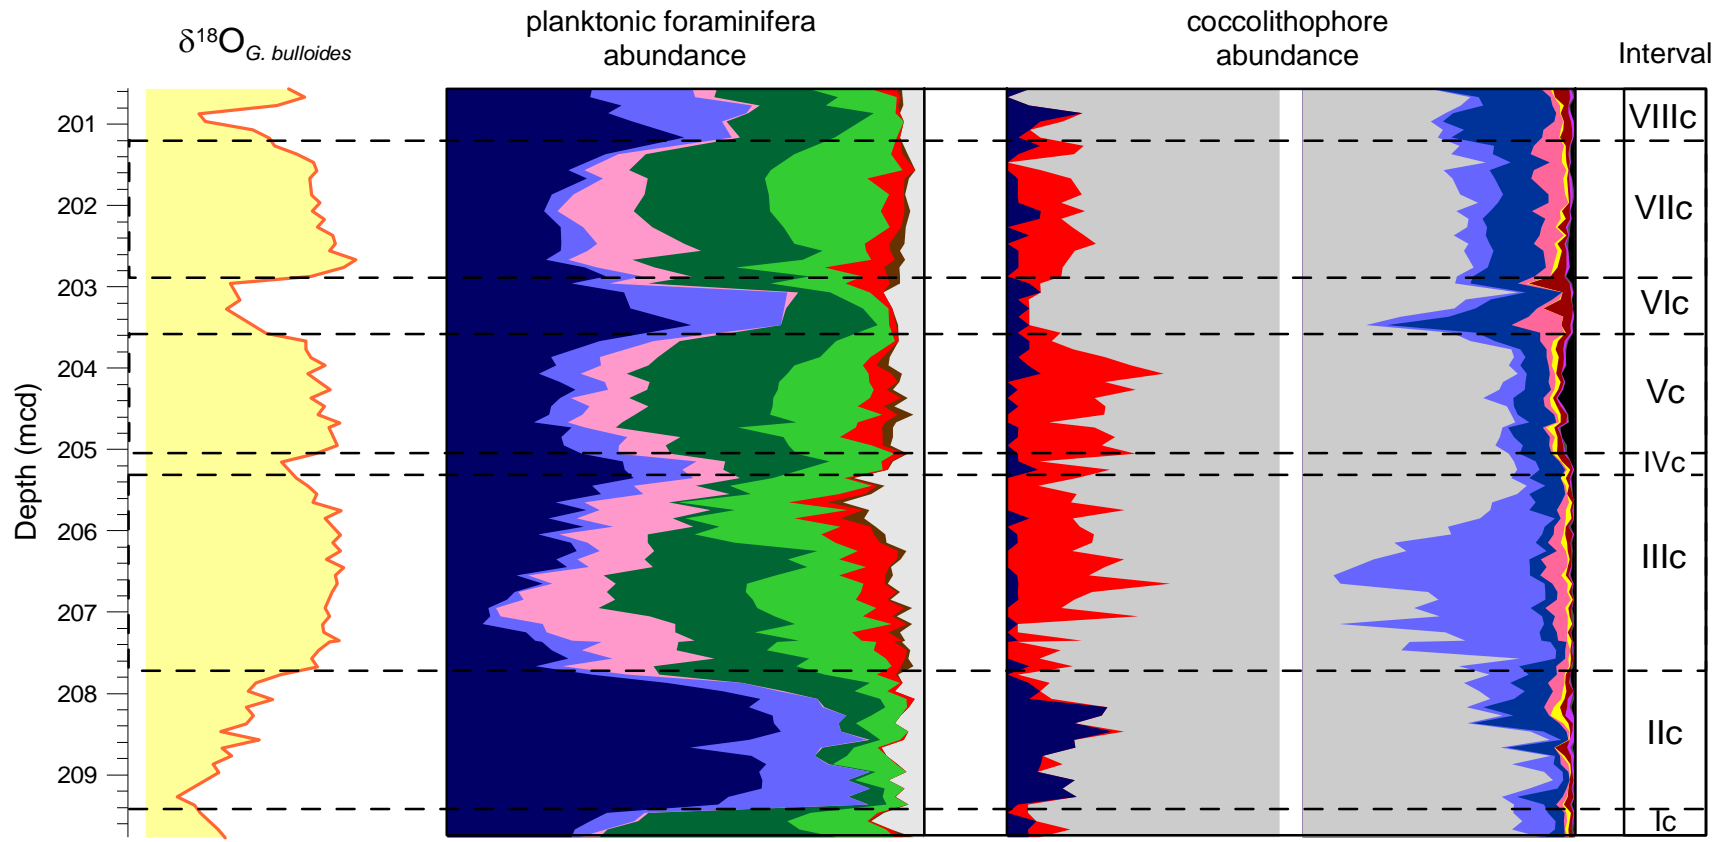 δ18O G. bulloides
planktonic foraminifera
abundance
coccolithophore
abundance
Interval
Depth (mcd)
201
202
203
204
205
206
207
208
209
VIIIc
VIIc
VIc
Vc
IVc
IIIc
IIc
Ic